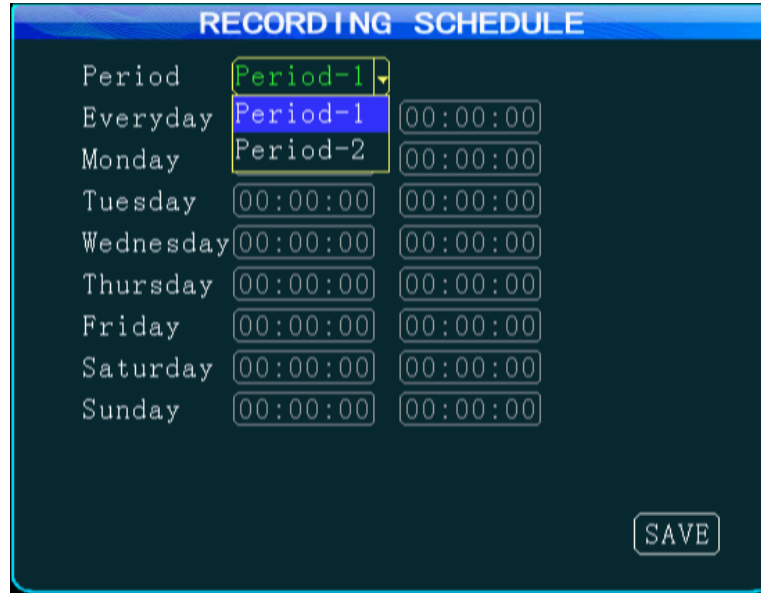 RECORDING SCHEDULE
Period Period-1
Everyday Period-1 00:00:00
Monday Period-2 00:00:00
Tuesday 00:00:00 00:00:00
Wednesday 00:00:00 00:00:00
Thursday 00:00:00 00:00:00
Friday 00:00:00 00:00:00
Saturday 00:00:00 00:00:00
Sunday 00:00:00 00:00:00
SAVE